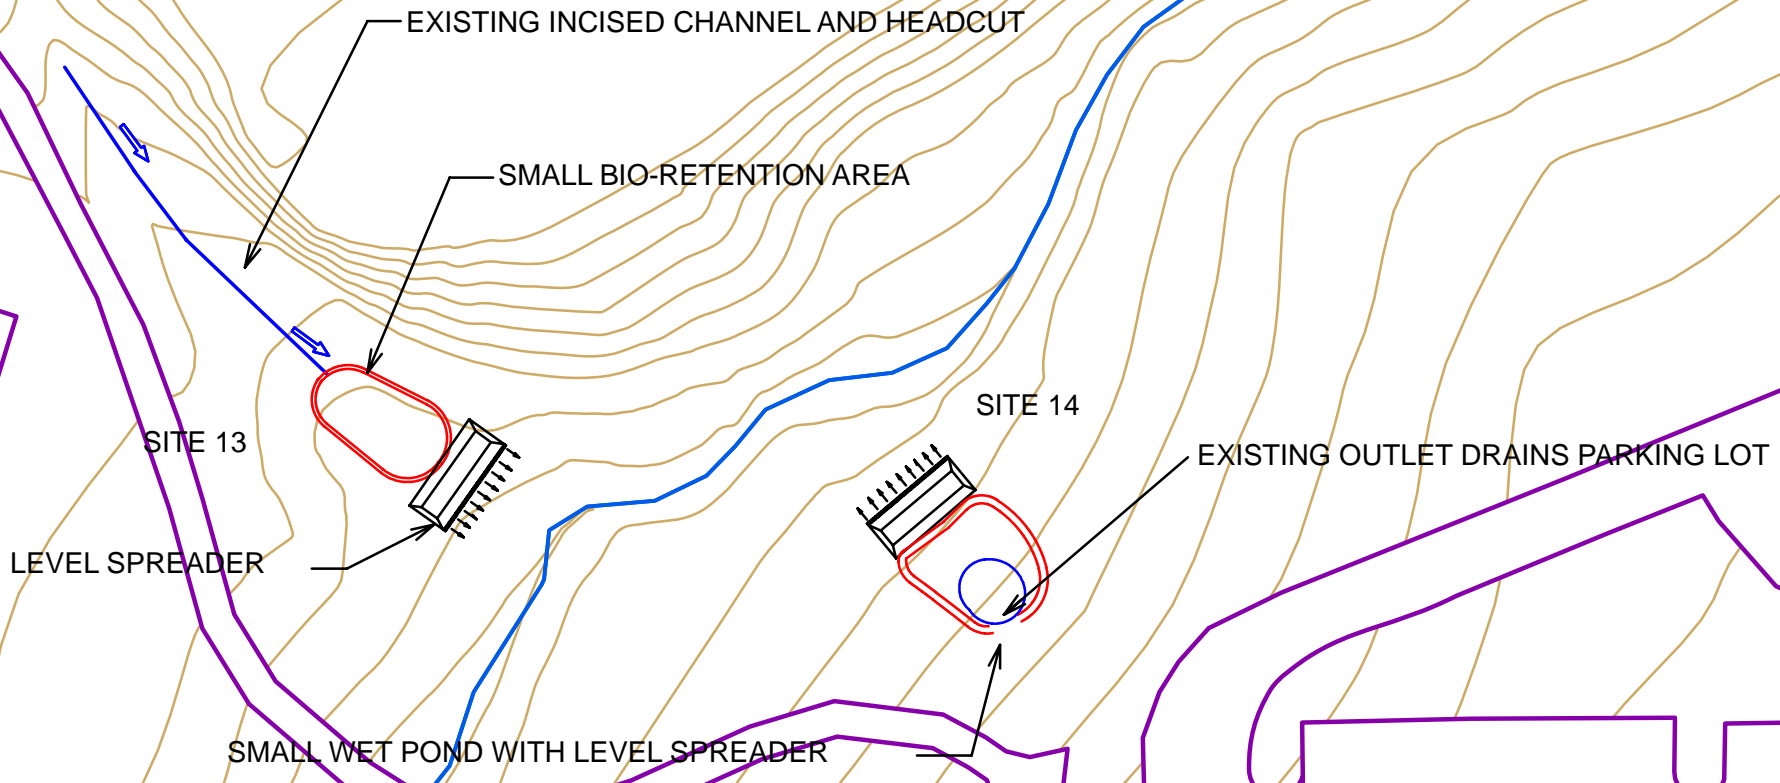 EXISTING INCISED CHANNEL AND HEADCUT
SMALL BIO-RETENTION AREA
SITE 14
SITE 13
EXISTING OUTLET DRAINS PARKING LOT
LEVEL SPREADER
SMALL WET POND WITH LEVEL SPREADER